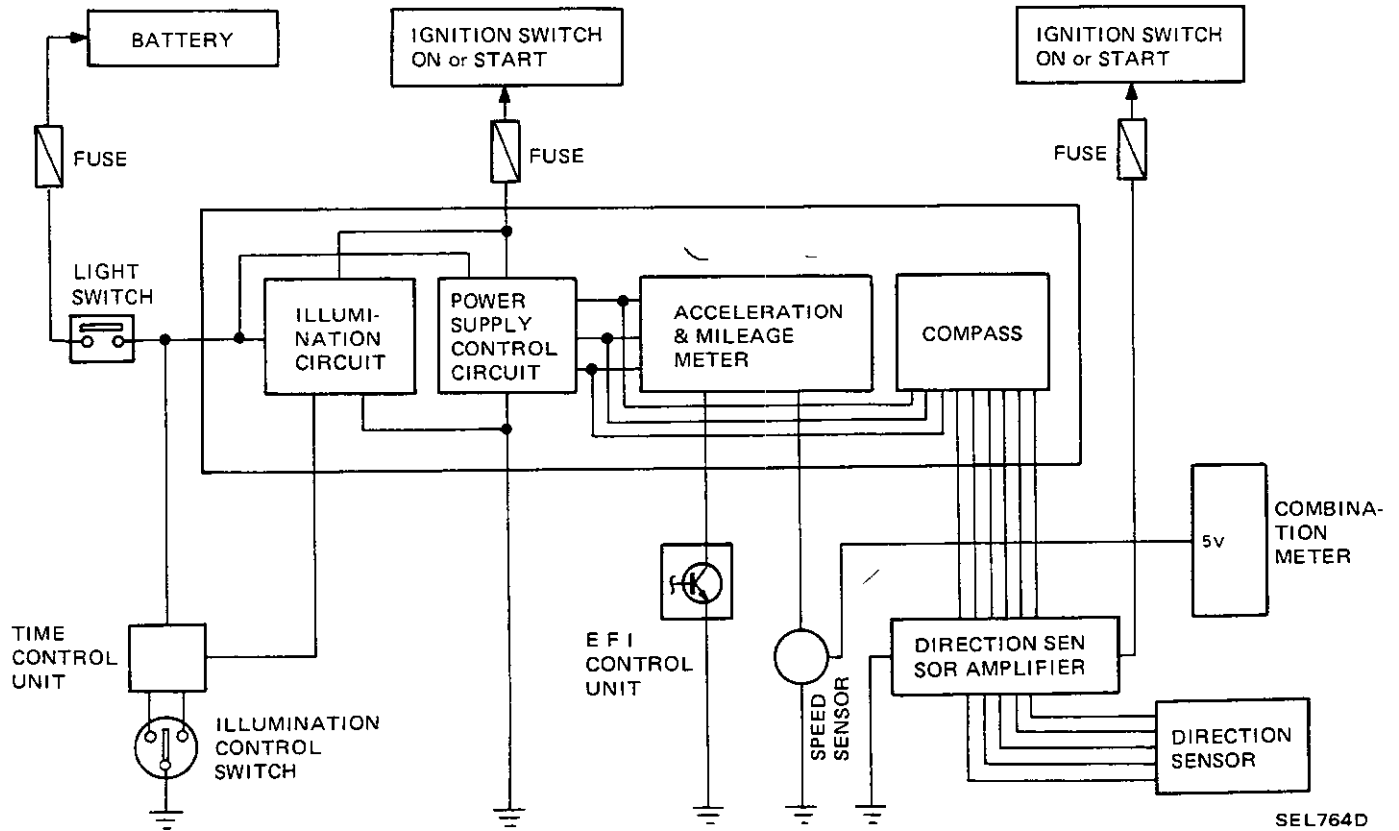 BATTERY
IGNITION SWITCH
ON or START
IGNITION SWITCH
ON or START
FUSE
FUSE
FUSE
LIGHT
SWITCH
ILLUMI-
NATION
CIRCUIT
POWER
SUPPLY
CONTROL
CIRCUIT
ACCELERATION
& MILEAGE
METER
COMPASS
COMBINA-
TION
METER
5V
TIME
CONTROL
UNIT
ILLUMINATION
CONTROL
SWITCH
E F I
CONTROL
UNIT
SPEED
SENSOR
DIRECTION SEN
SOR AMPLIFIER
DIRECTION
SENSOR
SEL764D